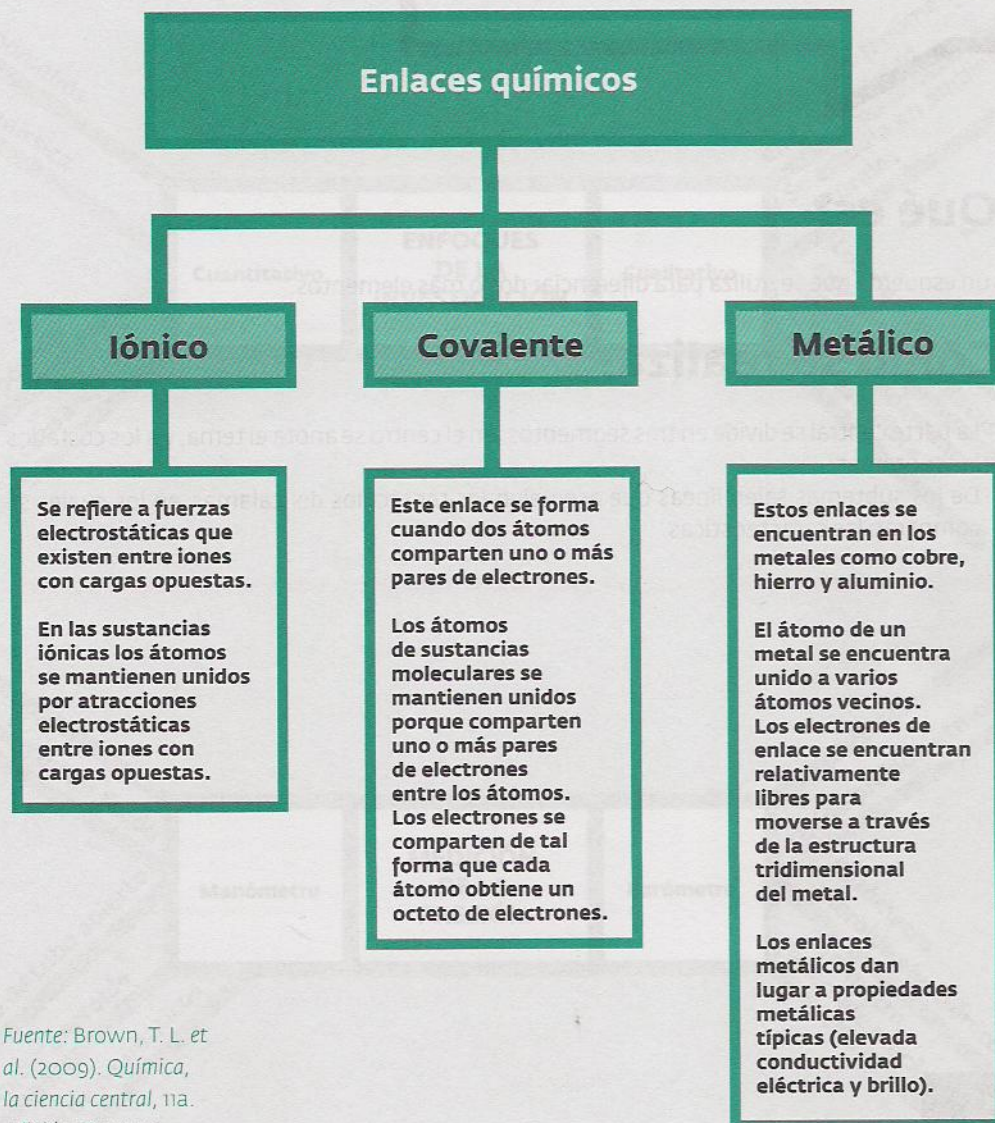 Enlaces químicos
Iónico
Covalente
Metálico
Se refiere a fuerzas
electrostáticas que
existen entre iones
con cargas opuestas.
En las sustancias
iónicas los átomos
se mantienen unidos
por atracciones
electrostáticas
entre iones con
cargas opuestas.
Este enlace se forma
cuando dos átomos
comparten uno o más
pares de electrones.
Los átomos
de sustancias
moleculares se
mantienen unidos
porque comparten
uno o más pares
de electrones
entre los átomos.
Los electrones se
comparten de tal
forma que cada
átomo obtiene un
octeto de electrones.
Estos enlaces se
encuentran en los
metales como cobre,
hierro y aluminio.
El átomo de un
metal se encuentra
unido a varios
átomos vecinos.
Los electrones de
enlace se encuentran
relativamente
libres para
moverse a través
de la estructura
tridimensional
del metal.
Los enlaces
metálicos dan
lugar a propiedades
metálicas
típicas (elevada
conductividad
eléctrica y brillo).
Fuente: Brown, T. L. et
al. (2009). Química,
la ciencia central, 11a.